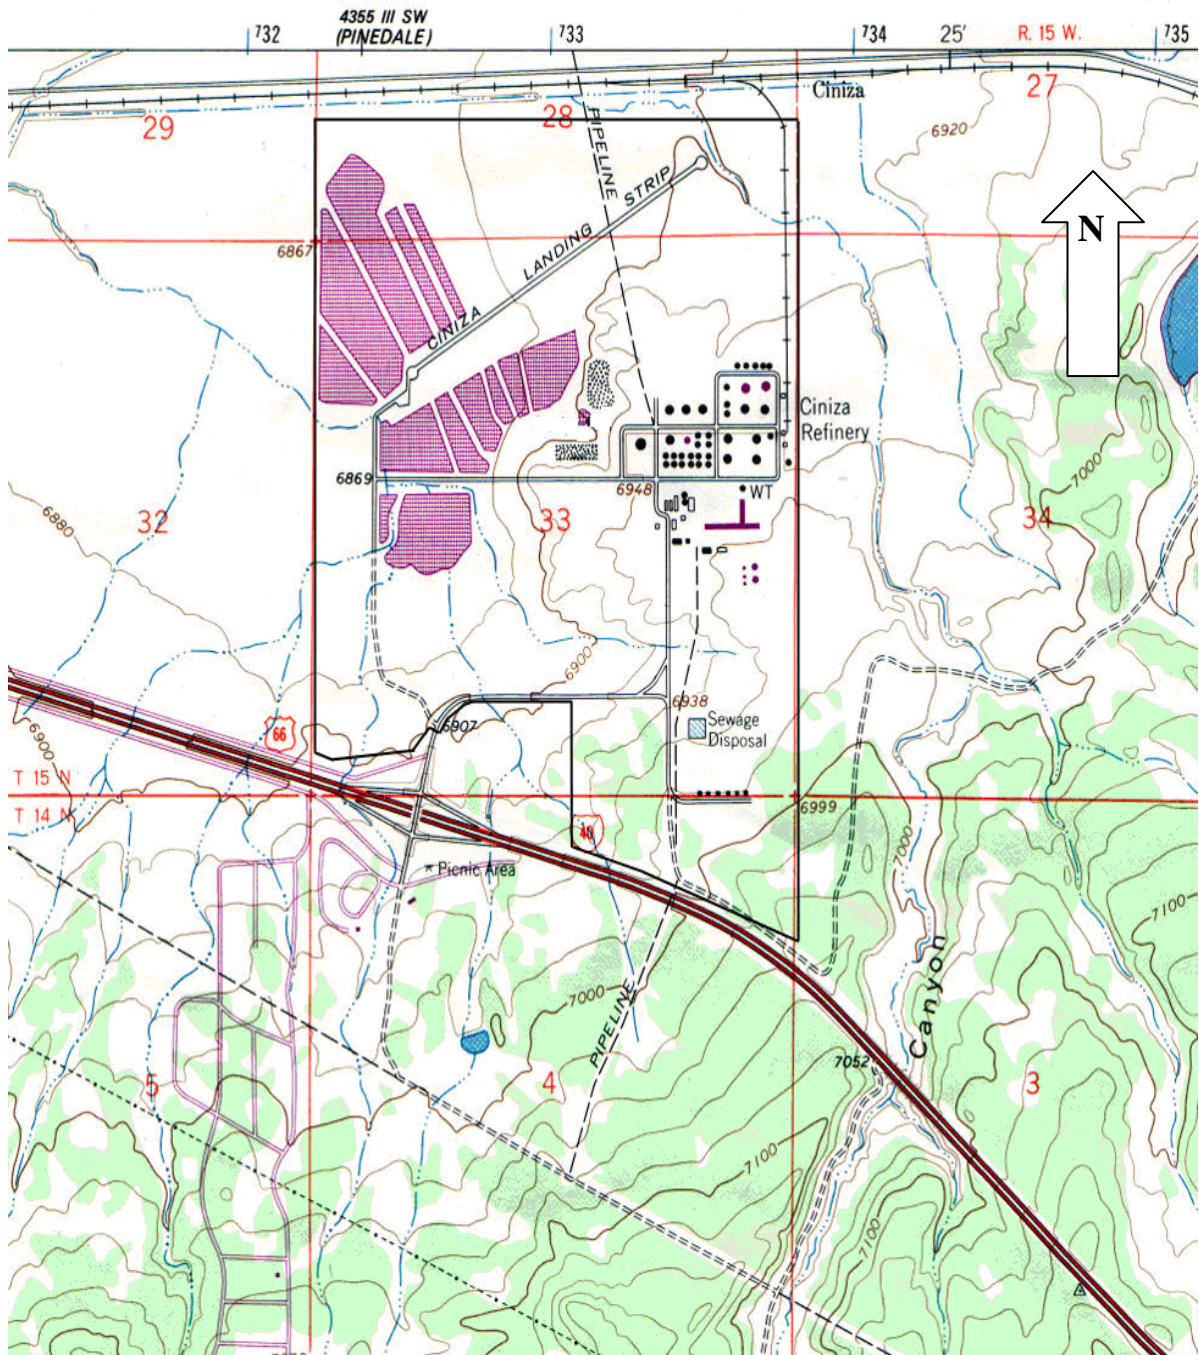 4355 III SW
(PINEDALE)
732
733
734
25'
R. 15 W.
735
29
28
Ciniza
27
6920
PIPELINE
N
CINIZA LANDING STRIP
6867
Ciniza
Refinery
7000
6869
6948
WT
6880
32
33
34
6900
6938
6907
Sewage
Disposal
66
6900
T 15 N
T 14 N
6999
40
7000
Picnic Area
7100
7000
Canyon
PIPELINE
7052
5
4
3
7100
7100